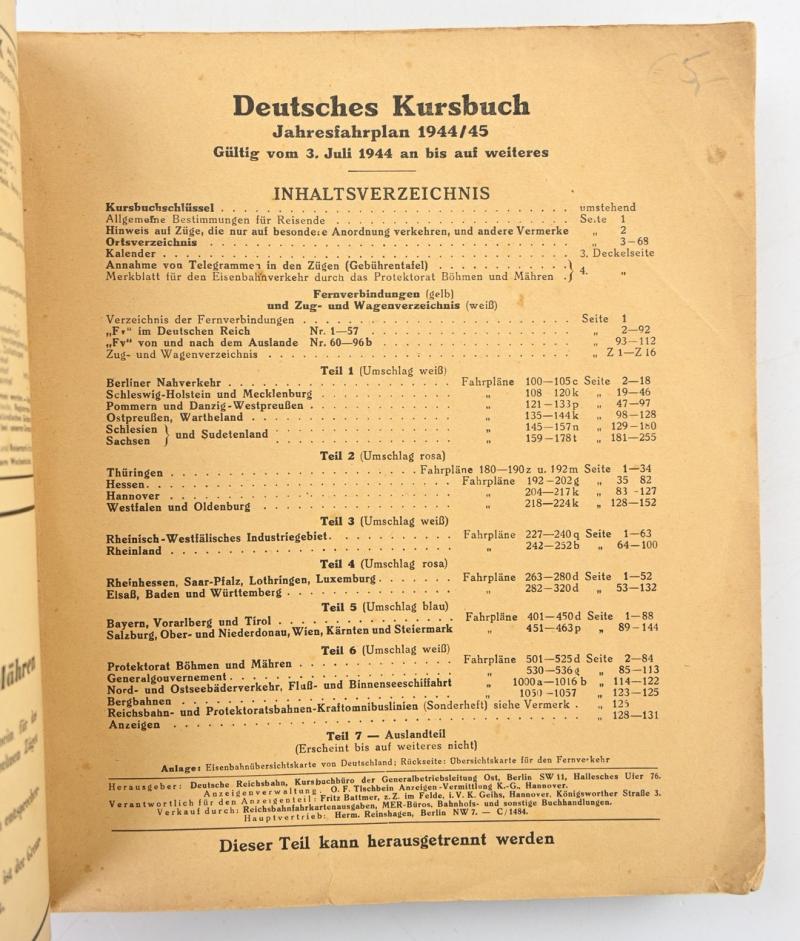 5,-
Deutsches Kursbuch
Jahresfahrplan 1944/45
Gültig vom 3. Juli 1944 an bis auf weiteres
INHALTSVERZEICHNIS
Kursbuchschlüssel . . . umstehend
Allgemeine Bestimmungen für Reisende . . . Seite 1
Hinweis auf Züge, die nur auf besondere Anordnung verkehren, und andere Vermerke „ 2
Ortsverzeichnis . . . „ 3–68
Kalender . . . 3. Deckelseite
Annahme von Telegrammen in den Zügen (Gebührentafel) . . . } 4. „
Merkblatt für den Eisenbahnverkehr durch das Protektorat Böhmen und Mähren . }
Fernverbindungen (gelb)
und Zug- und Wagenverzeichnis (weiß)
Verzeichnis der Fernverbindungen . . . Seite 1
„Fv“ im Deutschen Reich Nr. 1—57 . . . „ 2—92
„Fv“ von und nach dem Auslande Nr. 60—96b . . . „ 93—112
Zug- und Wagenverzeichnis . . . „ Z 1—Z 16
Teil 1 (Umschlag weiß)
Berliner Nahverkehr . . . Fahrpläne 100—105c Seite 2—18
Schleswig-Holstein und Mecklenburg . . . „ 108 120k „ 19—46
Pommern und Danzig-Westpreußen . . . „ 121—133p „ 47—97
Ostpreußen, Wartheland . . . „ 135—144k „ 98—128
Schlesien } und Sudetenland . . . „ 145—157n „ 129—180
Sachsen } . . . „ 159—178t „ 181—255
Teil 2 (Umschlag rosa)
Thüringen . . . Fahrpläne 180—190z u. 192m Seite 1—34
Hessen . . . Fahrpläne 192—202g „ 35 82
Hannover . . . „ 204—217k „ 83 -127
Westfalen und Oldenburg . . . „ 218—224k „ 128—152
Teil 3 (Umschlag weiß)
Rheinisch-Westfälisches Industriegebiet . . . Fahrpläne 227—240q Seite 1—63
Rheinland . . . „ 242—252b „ 64—100
Teil 4 (Umschlag rosa)
Rheinhessen, Saar-Pfalz, Lothringen, Luxemburg . . . Fahrpläne 263—280d Seite 1—52
Elsaß, Baden und Württemberg . . . „ 282—320d „ 53—132
Teil 5 (Umschlag blau)
Bayern, Vorarlberg und Tirol . . . Fahrpläne 401—450d Seite 1—88
Salzburg, Ober- und Niederdonau, Wien, Kärnten und Steiermark „ 451—463p „ 89-144
Teil 6 (Umschlag weiß)
Protektorat Böhmen und Mähren . . . Fahrpläne 501—525d Seite 2—84
Generalgouvernement . . . „ 530—536g „ 85—113
Nord- und Ostseebäderverkehr, Fluß- und Binnenseeschiffahrt „ 1000a—1016b „ 114—122
Bergbahnen . . . „ 1050-1057 „ 123—125
Reichsbahn- und Protektoratsbahnen-Kraftomnibuslinien (Sonderheft) siehe Vermerk . „ 125
Anzeigen . . . „ 128—131
Teil 7 — Auslandteil
(Erscheint bis auf weiteres nicht)
Anlage: Eisenbahnübersichtskarte von Deutschland; Rückseite: Übersichtskarte für den Fernverkehr
Herausgeber: Deutsche Reichsbahn, Kursbuchbüro der Generalbetriebsleitung Ost, Berlin SW 11, Hallesches Ufer 76.
Anzeigenverwaltung: O. F. Tischbein Anzeigen-Vermittlung K.-G., Hannover.
Verantwortlich für den Anzeigenteil: Fritz Battmer, z. Z. im Felde, i. V. K. Geihs, Hannover, Königsworther Straße 3.
Verkauf durch: Reichsbahnfahrkartenausgaben, MER-Büros, Bahnhofs- und sonstige Buchhandlungen.
Hauptvertrieb: Herm. Reinshagen, Berlin NW 7. — C/1484.
Dieser Teil kann herausgetrennt werden